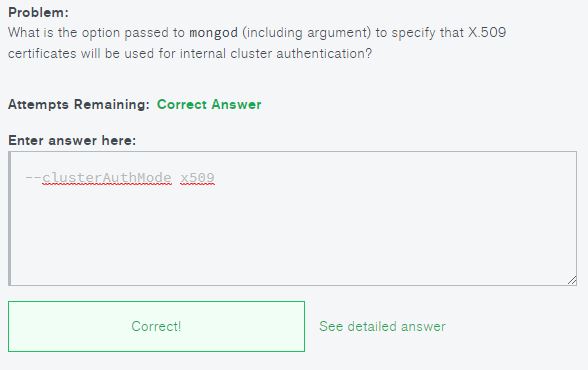 Problem:
What is the option passed to mongod (including argument) to specify that X.509
certificates will be used for internal cluster authentication?
Attempts Remaining: Correct Answer
Enter answer here:
--clusterAuthMode x509
Correct!
See detailed answer